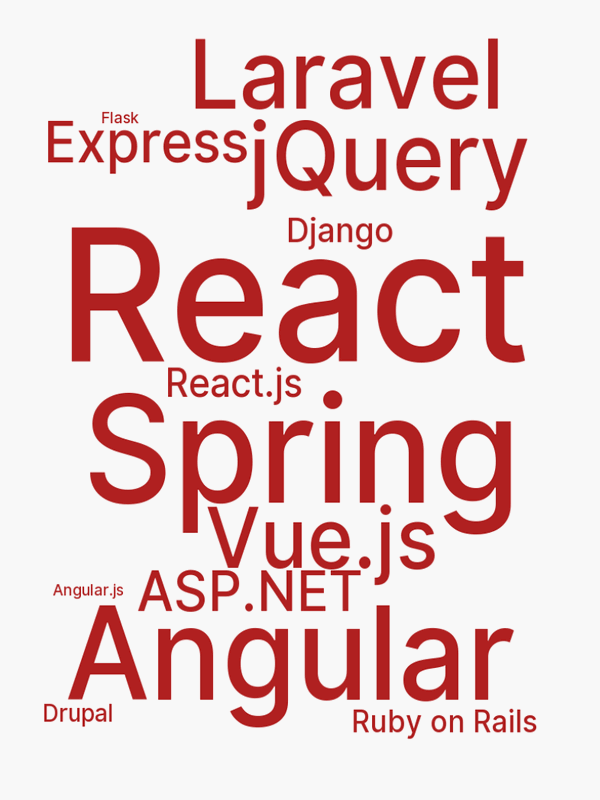 Laravel
Flask
Express
jQuery
Django
React
React.js
Spring
Vue.js
ASP.NET
Angular.js
Angular
Drupal
Ruby on Rails